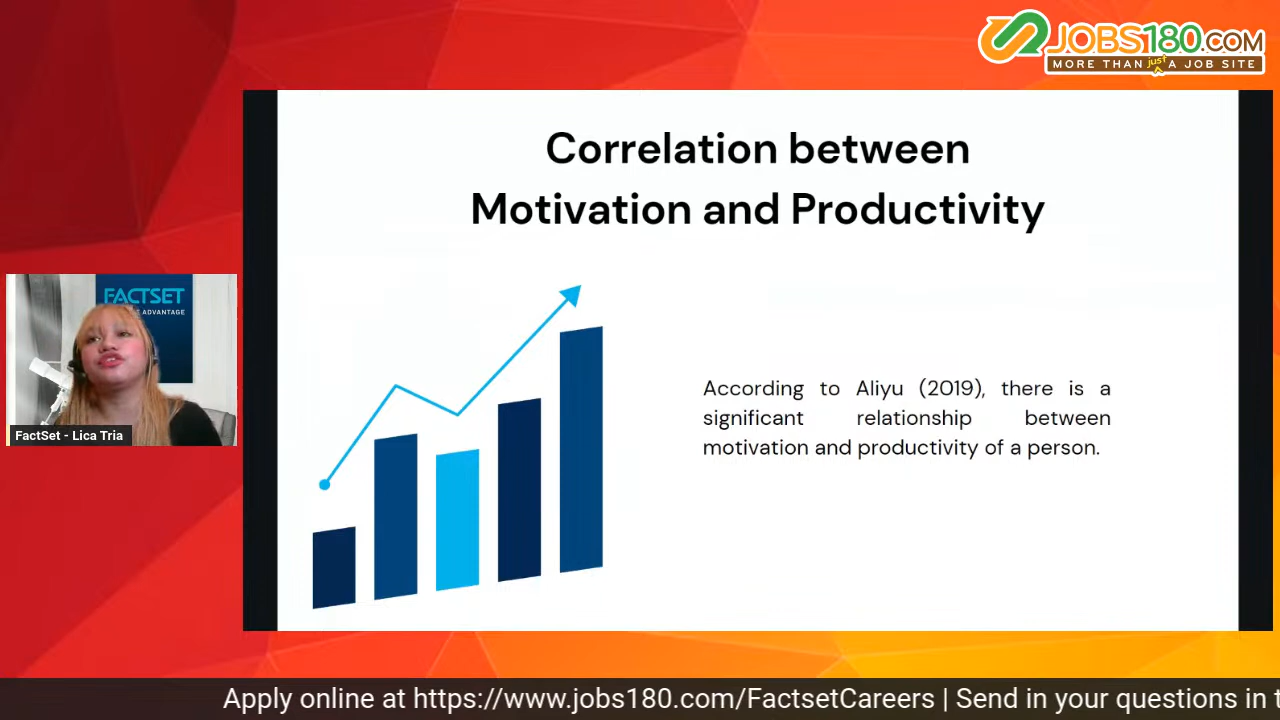 JOBS180.COM
MORE THAN just A JOB SITE
Correlation between
Motivation and Productivity
FACTSET
ADVANTAGE
According to Aliyu (2019), there is a
significant relationship between
motivation and productivity of a person.
FactSet - Lica Tria
Apply online at https://www.jobs180.com/FactsetCareers | Send in your questions in